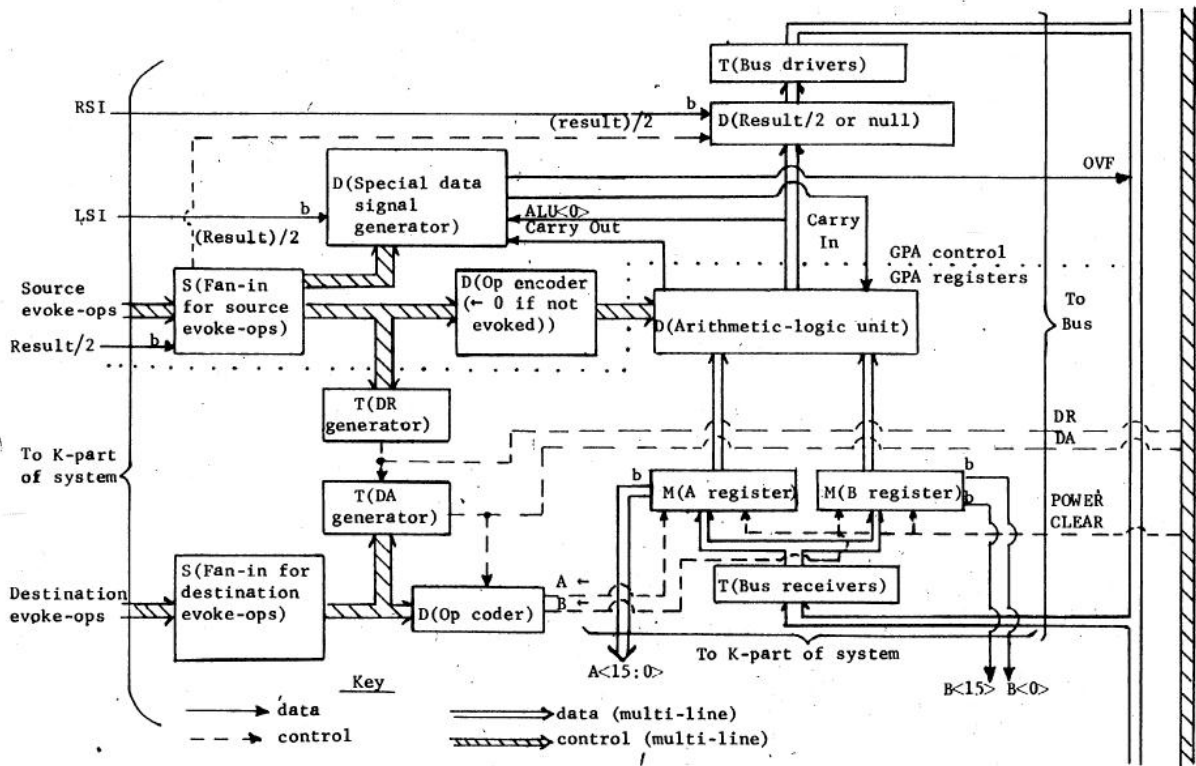 T(Bus drivers)
RSI
b
(result)/2
D(Result/2 or null)
OVF
D(Special data
signal
generator)
LSI
b
(Result)/2
ALU<0>
Carry Out
Carry
In
GPA control
GPA registers
Source
evoke-ops
S(Fan-in
for source
evoke-ops)
D(Op encoder
(← 0 if not
evoked))
D(Arithmetic-logic unit)
To
Bus
Result/2
b
T(DR
generator)
DR
DA
To K-part
of system
b
M(A register)
M(B register)
b
b
T(DA
generator)
POWER
CLEAR
S(Fan-in for
destination
evoke-ops)
T(Bus receivers)
Destination
evoke-ops
D(Op coder)
A ←
B ←
To K-part of system
A<15:0>
B<15>
B<0>
Key
data
data (multi-line)
control
control (multi-line)